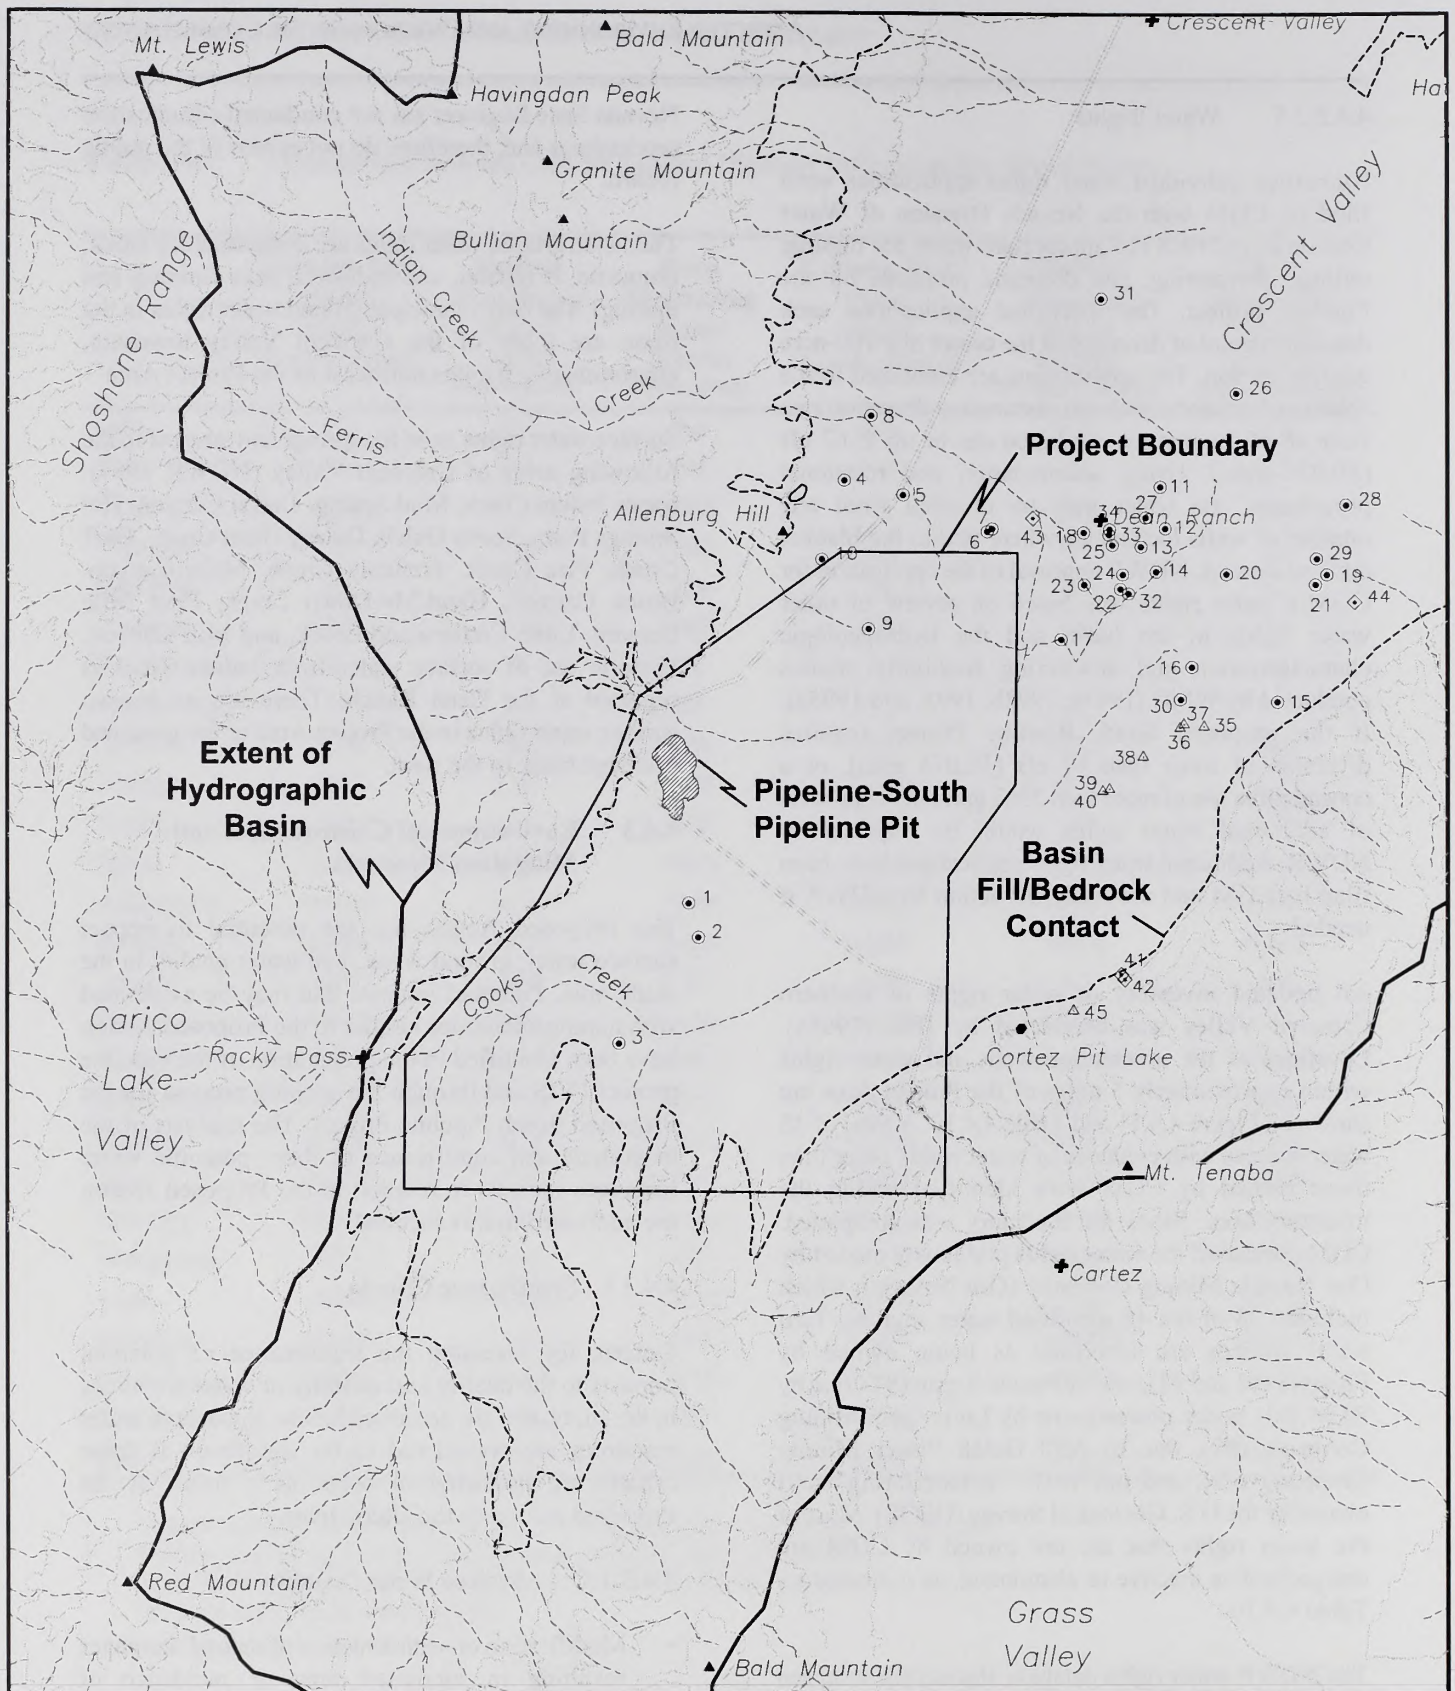 Crescent Valley
Bald Mountain
Mt. Lewis
Havingdan Peak
Granite Mountain
Bullian Mountain
Shoshone Range
Indian Creek
Crescent Valley
31
26
Creek
8
Ferris
Project Boundary
4
5
11
28
27
34
Dean Ranch
Allenburg Hill
6
43
18
33
12
25
13
10
29
24
14
20
19
23
22
32
21
44
9
17
16
30
37
35
15
36
38
39
40
Extent of
Hydrographic
Basin
Pipeline-South
Pipeline Pit
Basin
Fill/Bedrock
Contact
1
2
41
42
Cooks
Creek
45
Carico
Lake
Valley
3
Racky Pass
Cortez Pit Lake
Mt. Tenaba
Cartez
Red Mountain
Grass
Valley
Bald Mountain